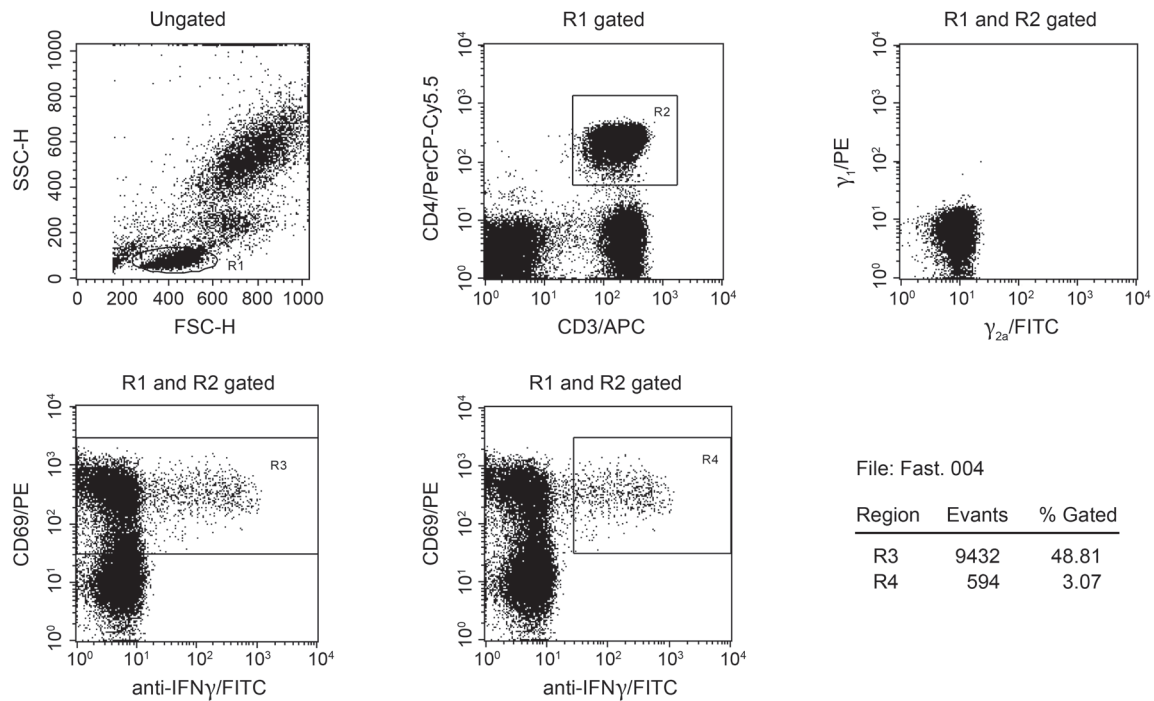 Ungated
SSC-H
1000
800
600
400
200
0
R1
0 200 400 600 800 1000
FSC-H
R1 gated
CD4/PerCP-Cy5.5
10⁴
10³
10²
10¹
10⁰
R2
10⁰ 10¹ 10² 10³ 10⁴
CD3/APC
R1 and R2 gated
γ₁/PE
10⁴
10³
10²
10¹
10⁰
10⁰ 10¹ 10² 10³ 10⁴
γ₂ₐ/FITC
R1 and R2 gated
CD69/PE
10⁴
10³
10²
10¹
10⁰
R3
10⁰ 10¹ 10² 10³ 10⁴
anti-IFNγ/FITC
R1 and R2 gated
CD69/PE
10⁴
10³
10²
10¹
10⁰
R4
10⁰ 10¹ 10² 10³ 10⁴
anti-IFNγ/FITC
File: Fast. 004
Region Evants % Gated
R3 9432 48.81
R4 594 3.07